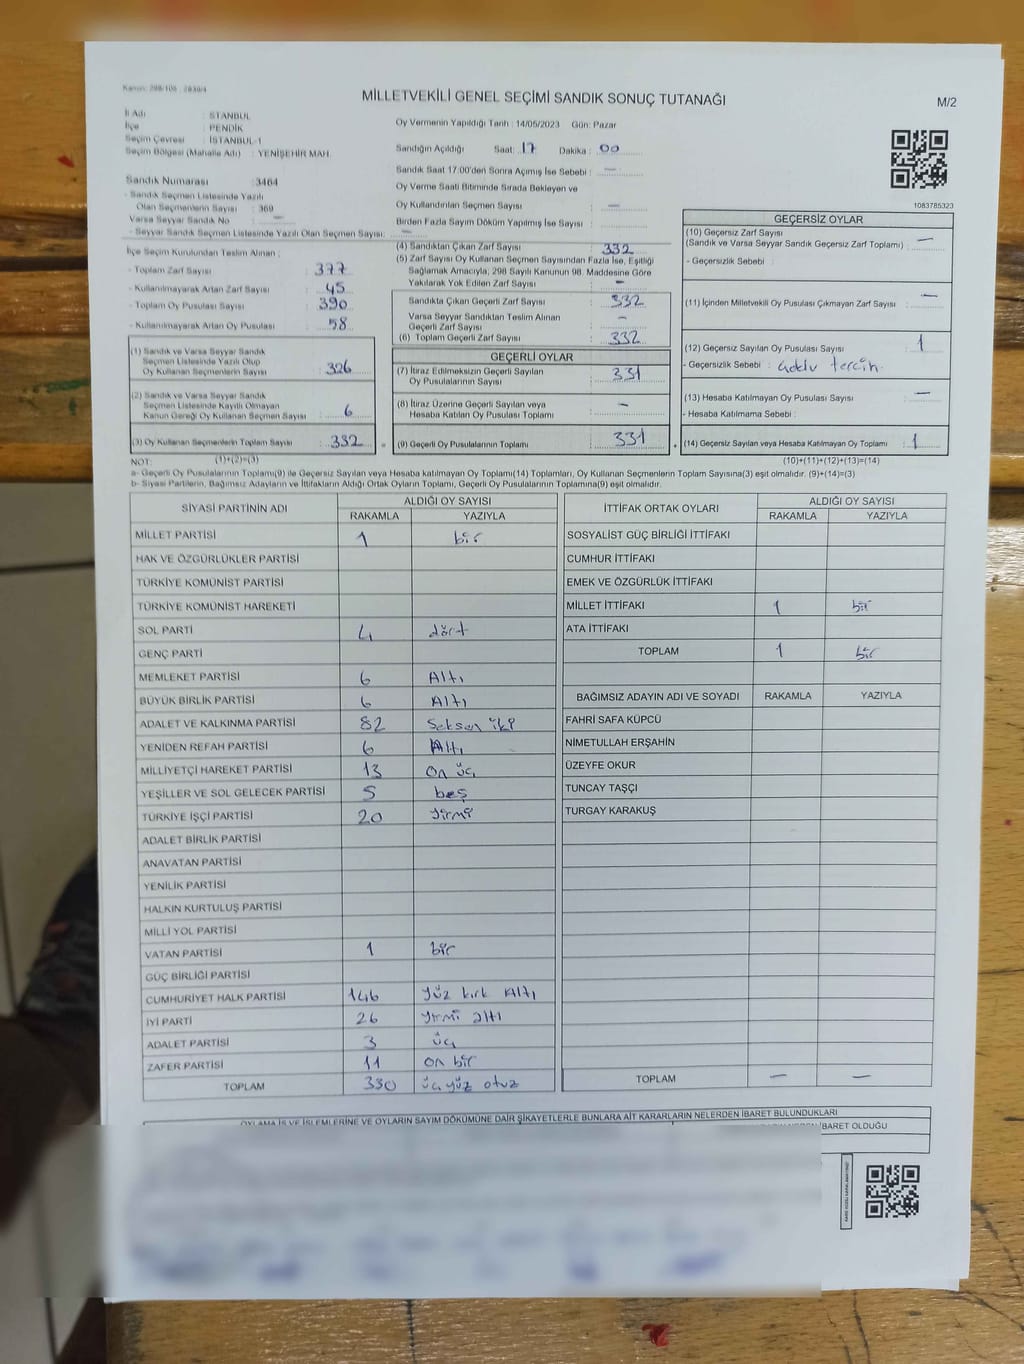 Kanun: 298/105 , 2839/4
MİLLETVEKİLİ GENEL SEÇİMİ SANDIK SONUÇ TUTANAĞI
M/2
İl Adı : İSTANBUL
İlçe : PENDİK
Seçim Çevresi : İSTANBUL-1
Seçim Bölgesi (Mahalle Adı) : YENİŞEHİR MAH.
Oy Vermenin Yapıldığı Tarih : 14/05/2023 Gün: Pazar
Sandığın Açıldığı Saat: 17 Dakika : 00
Sandık Saat 17:00'den Sonra Açılmış İse Sebebi : —
Oy Verme Saati Bitiminde Sırada Bekleyen ve
Oy Kullandırılan Seçmen Sayısı : —
Birden Fazla Sayım Döküm Yapılmış İse Sayısı :
1083785323
Sandık Numarası :3464
- Sandık Seçmen Listesinde Yazılı
Olan Seçmenlerin Sayısı : 369
Varsa Seyyar Sandık No : —
- Seyyar Sandık Seçmen Listesinde Yazılı Olan Seçmen Sayısı: —
İlçe Seçim Kurulundan Teslim Alınan :
- Toplam Zarf Sayısı : 377
- Kullanılmayarak Artan Zarf Sayısı : 45
- Toplam Oy Pusulası Sayısı : 390
- Kullanılmayarak Artan Oy Pusulası : 58
(1) Sandık ve Varsa Seyyar Sandık
Seçmen Listesinde Yazılı Olup
Oy Kullanan Seçmenlerin Sayısı : 326
(2) Sandık ve Varsa Seyyar Sandık
Seçmen Listesinde Kayıtlı Olmayan
Kanun Gereği Oy Kullanan Seçmen Sayısı : 6
(3) Oy Kullanan Seçmenlerin Toplam Sayısı : 332
(4) Sandıktan Çıkan Zarf Sayısı : 332
(5) Zarf Sayısı Oy Kullanan Seçmen Sayısından Fazla İse, Eşitliği
Sağlamak Amacıyla, 298 Sayılı Kanunun 98. Maddesine Göre
Yakılarak Yok Edilen Zarf Sayısı : —
Sandıkta Çıkan Geçerli Zarf Sayısı : 332
Varsa Seyyar Sandıktan Teslim Alınan
Geçerli Zarf Sayısı : —
(6) Toplam Geçerli Zarf Sayısı : 332
GEÇERLİ OYLAR
(7) İtiraz Edilmeksizin Geçerli Sayılan
Oy Pusulalarının Sayısı : 331
(8) İtiraz Üzerine Geçerli Sayılan veya
Hesaba Katılan Oy Pusulası Toplamı : —
(9) Geçerli Oy Pusulalarının Toplamı : 331
GEÇERSİZ OYLAR
(10) Geçersiz Zarf Sayısı
(Sandık ve Varsa Seyyar Sandık Geçersiz Zarf Toplamı) : —
- Geçersizlik Sebebi :
(11) İçinden Milletvekili Oy Pusulası Çıkmayan Zarf Sayısı : —
(12) Geçersiz Sayılan Oy Pusulası Sayısı : 1
- Geçersizlik Sebebi : tercih
(13) Hesaba Katılmayan Oy Pusulası Sayısı : —
- Hesaba Katılmama Sebebi :
(14) Geçersiz Sayılan veya Hesaba Katılmayan Oy Toplamı : 1
NOT: (1)+(2)=(3)
(10)+(11)+(12)+(13)=(14)
a- Geçerli Oy Pusulalarının Toplamı(9) ile Geçersiz Sayılan veya Hesaba katılmayan Oy Toplamı(14) Toplamları, Oy Kullanan Seçmenlerin Toplam Sayısına(3) eşit olmalıdır. (9)+(14)=(3)
b- Siyasi Partilerin, Bağımsız Adayların ve İttifakların Aldığı Ortak Oyların Toplamı, Geçerli Oy Pusulalarının Toplamına(9) eşit olmalıdır.
SİYASİ PARTİNİN ADI ALDIĞI OY SAYISI
RAKAMLA YAZIYLA
MİLLET PARTİSİ 1 bir
HAK VE ÖZGÜRLÜKLER PARTİSİ
TÜRKİYE KOMÜNİST PARTİSİ
TÜRKİYE KOMÜNİST HAREKETİ
SOL PARTİ 4 dört
GENÇ PARTİ
MEMLEKET PARTİSİ 6 Altı
BÜYÜK BİRLİK PARTİSİ 6 Altı
ADALET VE KALKINMA PARTİSİ 82 Seksen iki
YENİDEN REFAH PARTİSİ 6 Altı
MİLLİYETÇİ HAREKET PARTİSİ 13 On üç
YEŞİLLER VE SOL GELECEK PARTİSİ 5 beş
TÜRKİYE İŞÇİ PARTİSİ 20 yirmi
ADALET BİRLİK PARTİSİ
ANAVATAN PARTİSİ
YENİLİK PARTİSİ
HALKIN KURTULUŞ PARTİSİ
MİLLİ YOL PARTİSİ
VATAN PARTİSİ 1 bir
GÜÇ BİRLİĞİ PARTİSİ
CUMHURİYET HALK PARTİSİ 146 yüz kırk Altı
İYİ PARTİ 26 yirmi altı
ADALET PARTİSİ 3 üç
ZAFER PARTİSİ 11 on bir
TOPLAM 330 üç yüz otuz
İTTİFAK ORTAK OYLARI ALDIĞI OY SAYISI
RAKAMLA YAZIYLA
SOSYALİST GÜÇ BİRLİĞİ İTTİFAKI
CUMHUR İTTİFAKI
EMEK VE ÖZGÜRLÜK İTTİFAKI
MİLLET İTTİFAKI 1 bir
ATA İTTİFAKI
TOPLAM 1 bir
BAĞIMSIZ ADAYIN ADI VE SOYADI RAKAMLA YAZIYLA
FAHRİ SAFA KÜPCÜ
NİMETULLAH ERŞAHİN
ÜZEYFE OKUR
TUNCAY TAŞÇI
TURGAY KARAKUŞ
TOPLAM — —
OYLAMA İŞ VE İŞLEMLERİNE VE OYLARIN SAYIM DÖKÜMÜNE DAİR ŞİKAYETLERLE BUNLARA AİT KARARLARIN NELERDEN İBARET BULUNDUKLARI
İBARET OLDUĞU